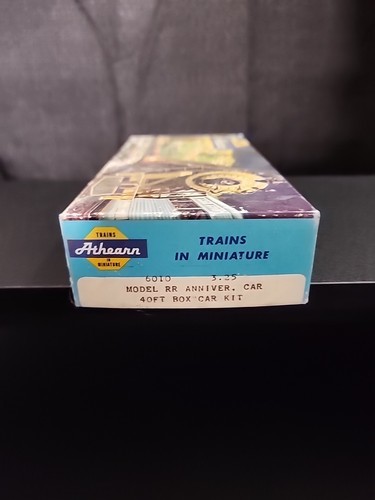 TRAINS
Athearn
IN
MINIATURE
TRAINS
IN MINIATURE
6010 3.25
MODEL RR ANNIVER. CAR
40FT BOX CAR KIT